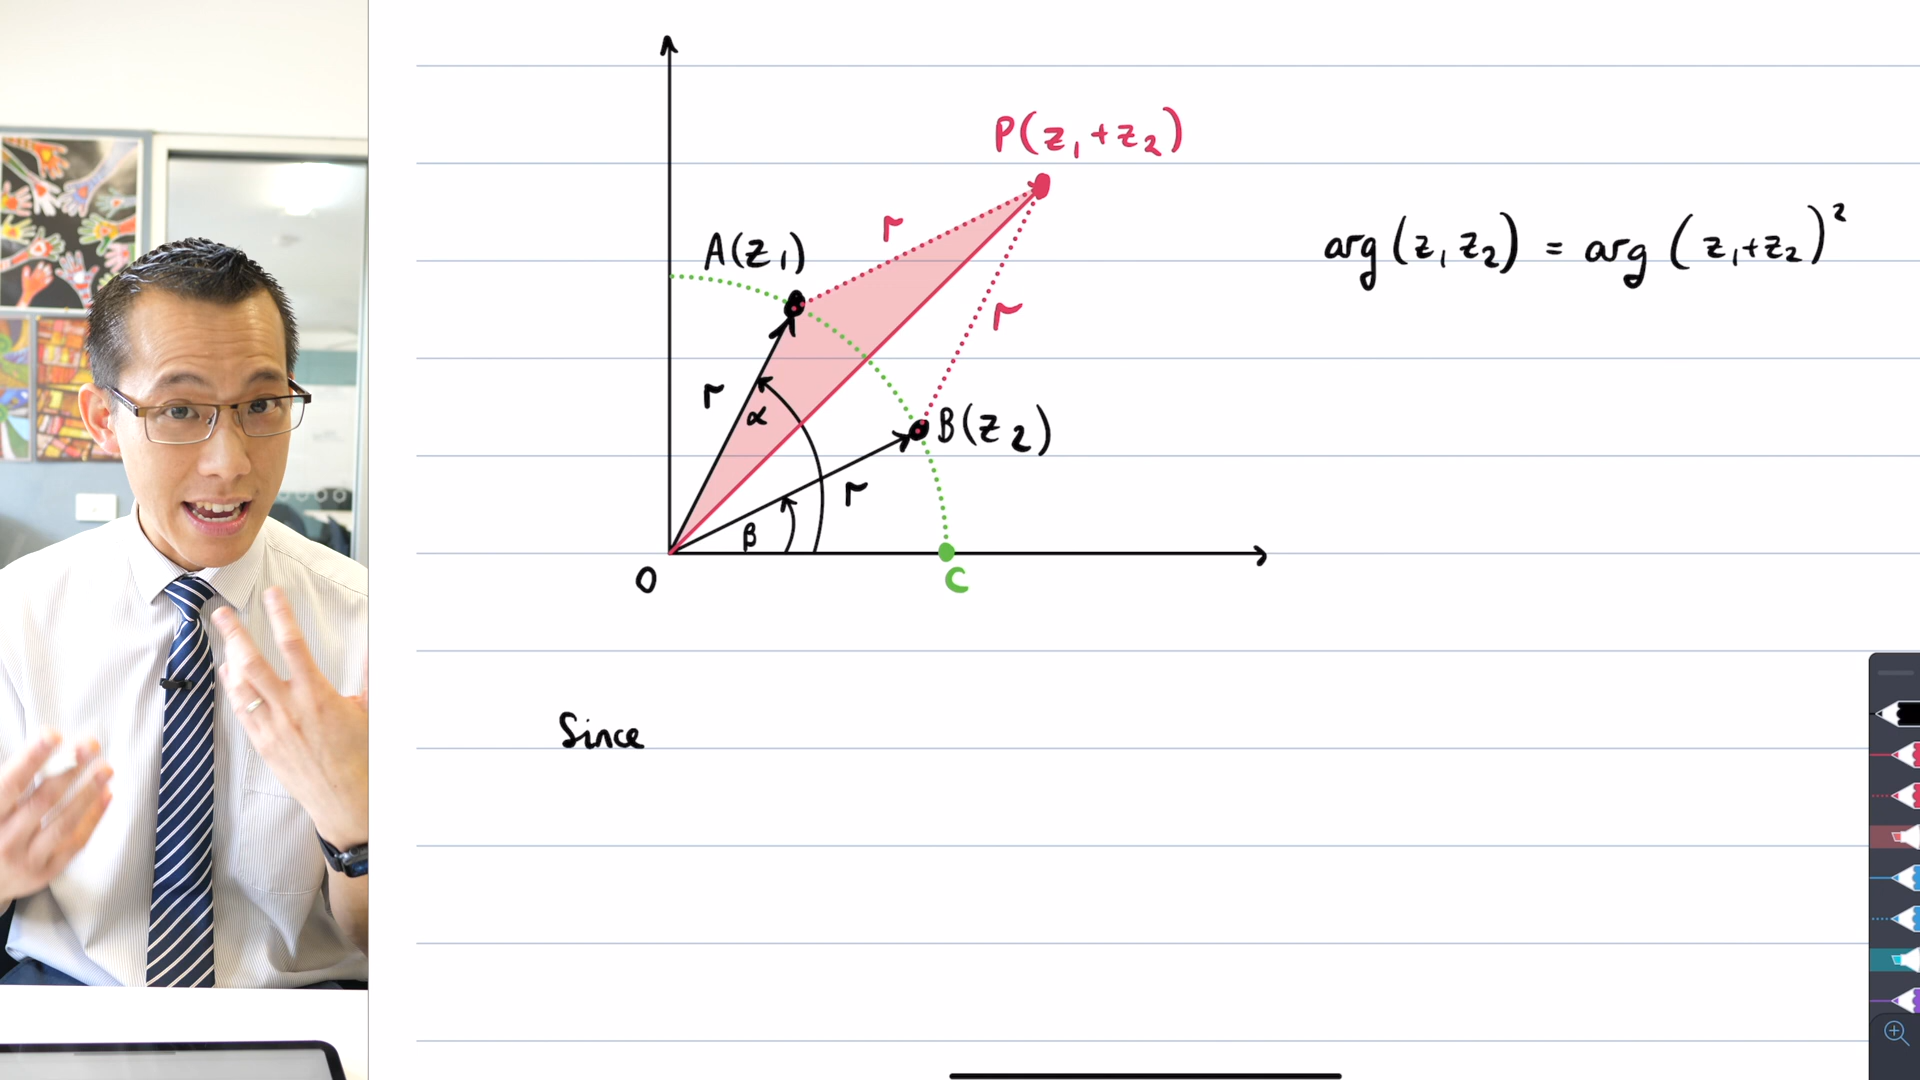 P(z₁+z₂)
r
A(z₁)
arg(z₁z₂) = arg(z₁+z₂)²
r
r
α
B(z₂)
r
β
O
C
Since